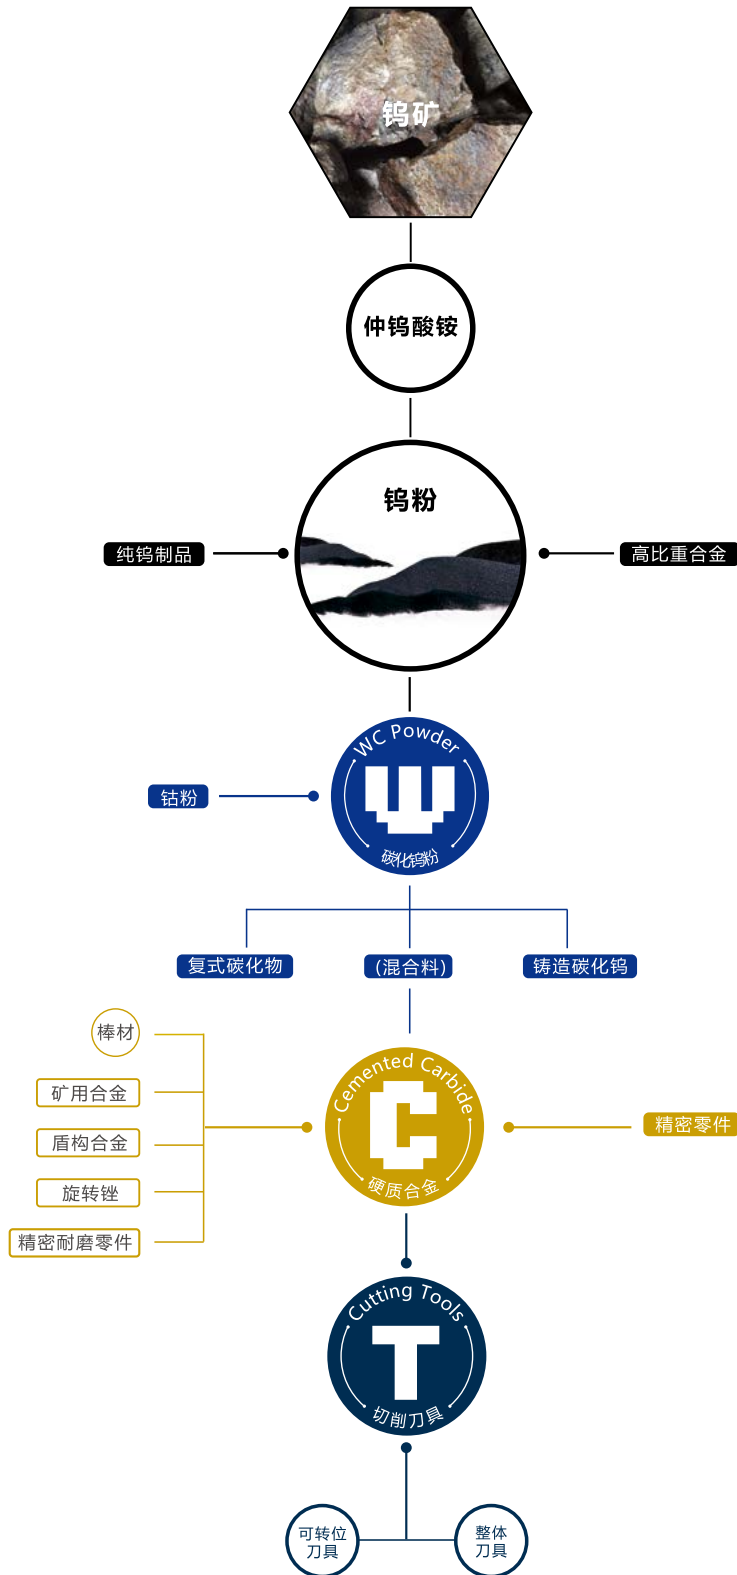 钨矿
仲钨酸铵
钨粉
纯钨制品
高比重合金
WC Powder
钴粉
碳化钨粉
复式碳化物
(混合料)
铸造碳化钨
棒材
Cemented Carbide
矿用合金
精密零件
盾构合金
硬质合金
旋转锉
精密耐磨零件
Cutting Tools
切削刀具
可转位
刀具
整体
刀具